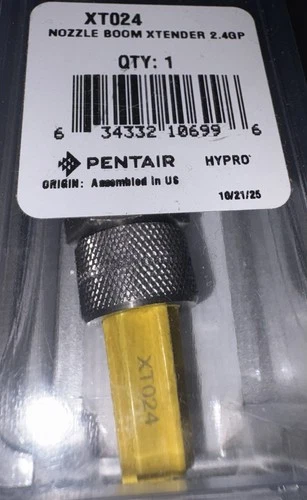 XT024
NOZZLE BOOM XTENDER 2.4GP
QTY: 1
6 34332 10699 6
PENTAIR HYPRO
ORIGIN: Assembled in US
10/21/25
XT024